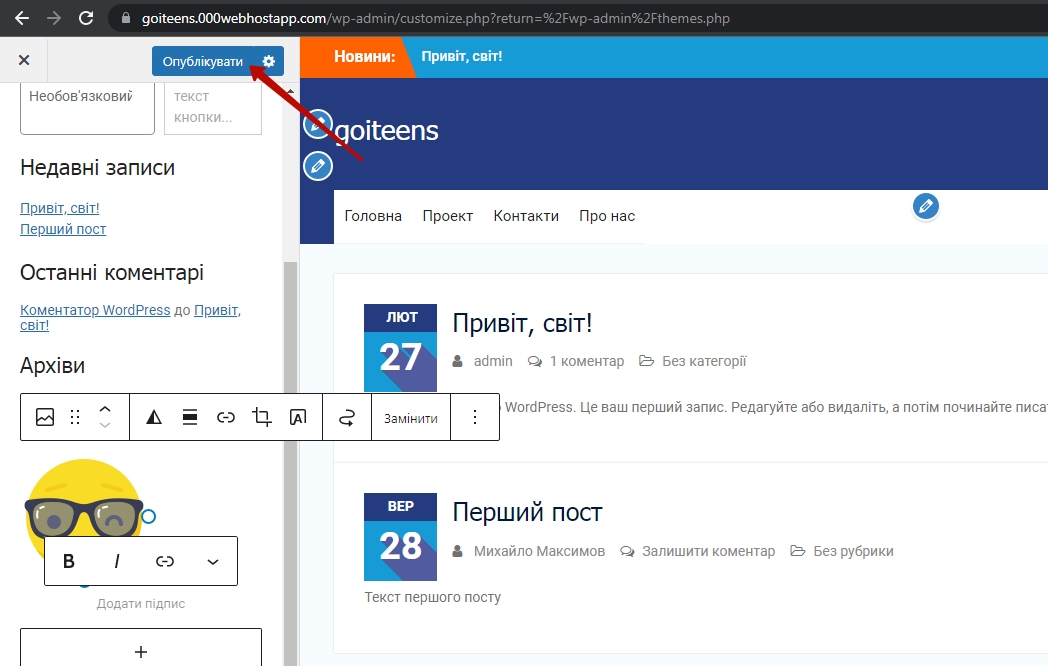 goiteens.000webhostapp.com/wp-admin/customize.php?return=%2Fwp-admin%2Fthemes.php
Опублікувати
Необов'язковий
текст
кнопки...
Недавні записи
Привіт, світ!
Перший пост
Останні коментарі
Коментатор WordPress до Привіт,
світ!
Архіви
Замінити
B I
Додати підпис
+
Новини: Привіт, світ!
goiteens
Головна Проект Контакти Про нас
ЛЮТ
27
Привіт, світ!
admin 1 коментар Без категорії
WordPress. Це ваш перший запис. Редагуйте або видаліть, а потім починайте
ВЕР
28
Перший пост
Михайло Максимов Залишити коментар Без рубрики
Текст першого посту